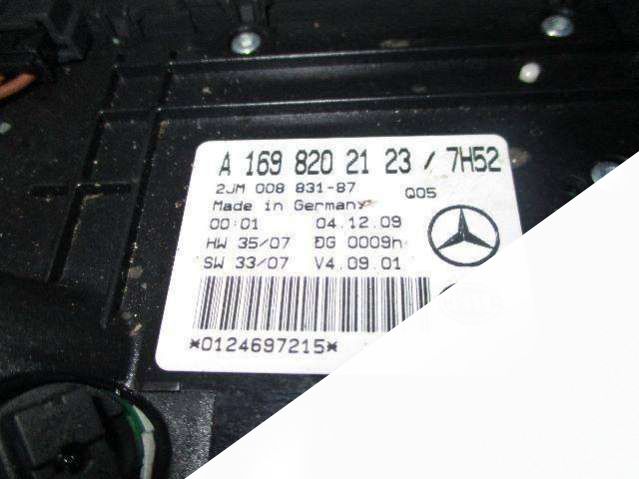 A 169 820 21 23 / 7H52
2JM 008 831-87 Q05
Made in Germany
00:01 04.12.09
HW 35/07 DG 0009h
SW 33/07 V4.09.01
*0124697215*